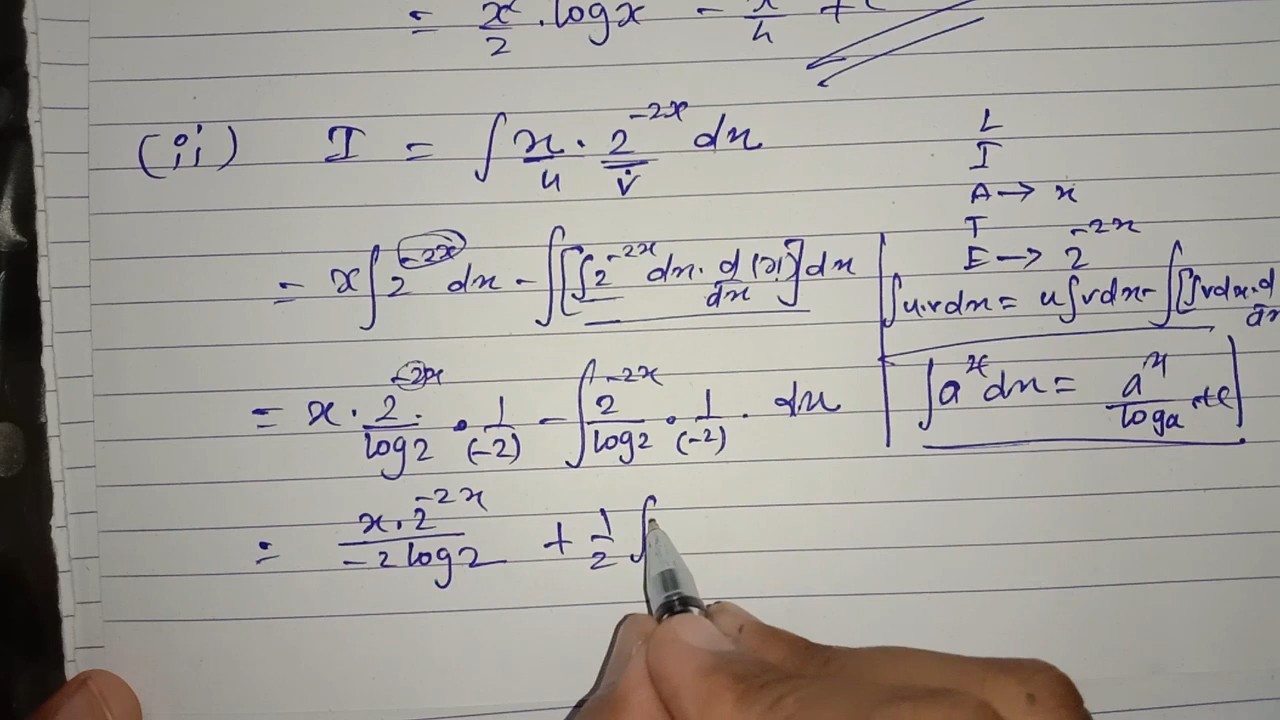 = x²/2 . log x - x²/4 + c
(ii) I = ∫ x . 2^(-2x) dx
u v
L
I
A → x
T
E → 2^(-2x)
= x ∫ 2^(-2x) dx - ∫ [∫ 2^(-2x) dx . d/dx (x)] dx
∫ u.v dx = u ∫ v dx - ∫ [∫ v dx . d/dx
= x . 2^(-2x)/log 2 . 1/(-2) - ∫ 2^(-2x)/log 2 . 1/(-2) . dx
∫ a^x dx = a^x/log a + c
= x . 2^(-2x)/-2 log 2 + 1/2 ∫